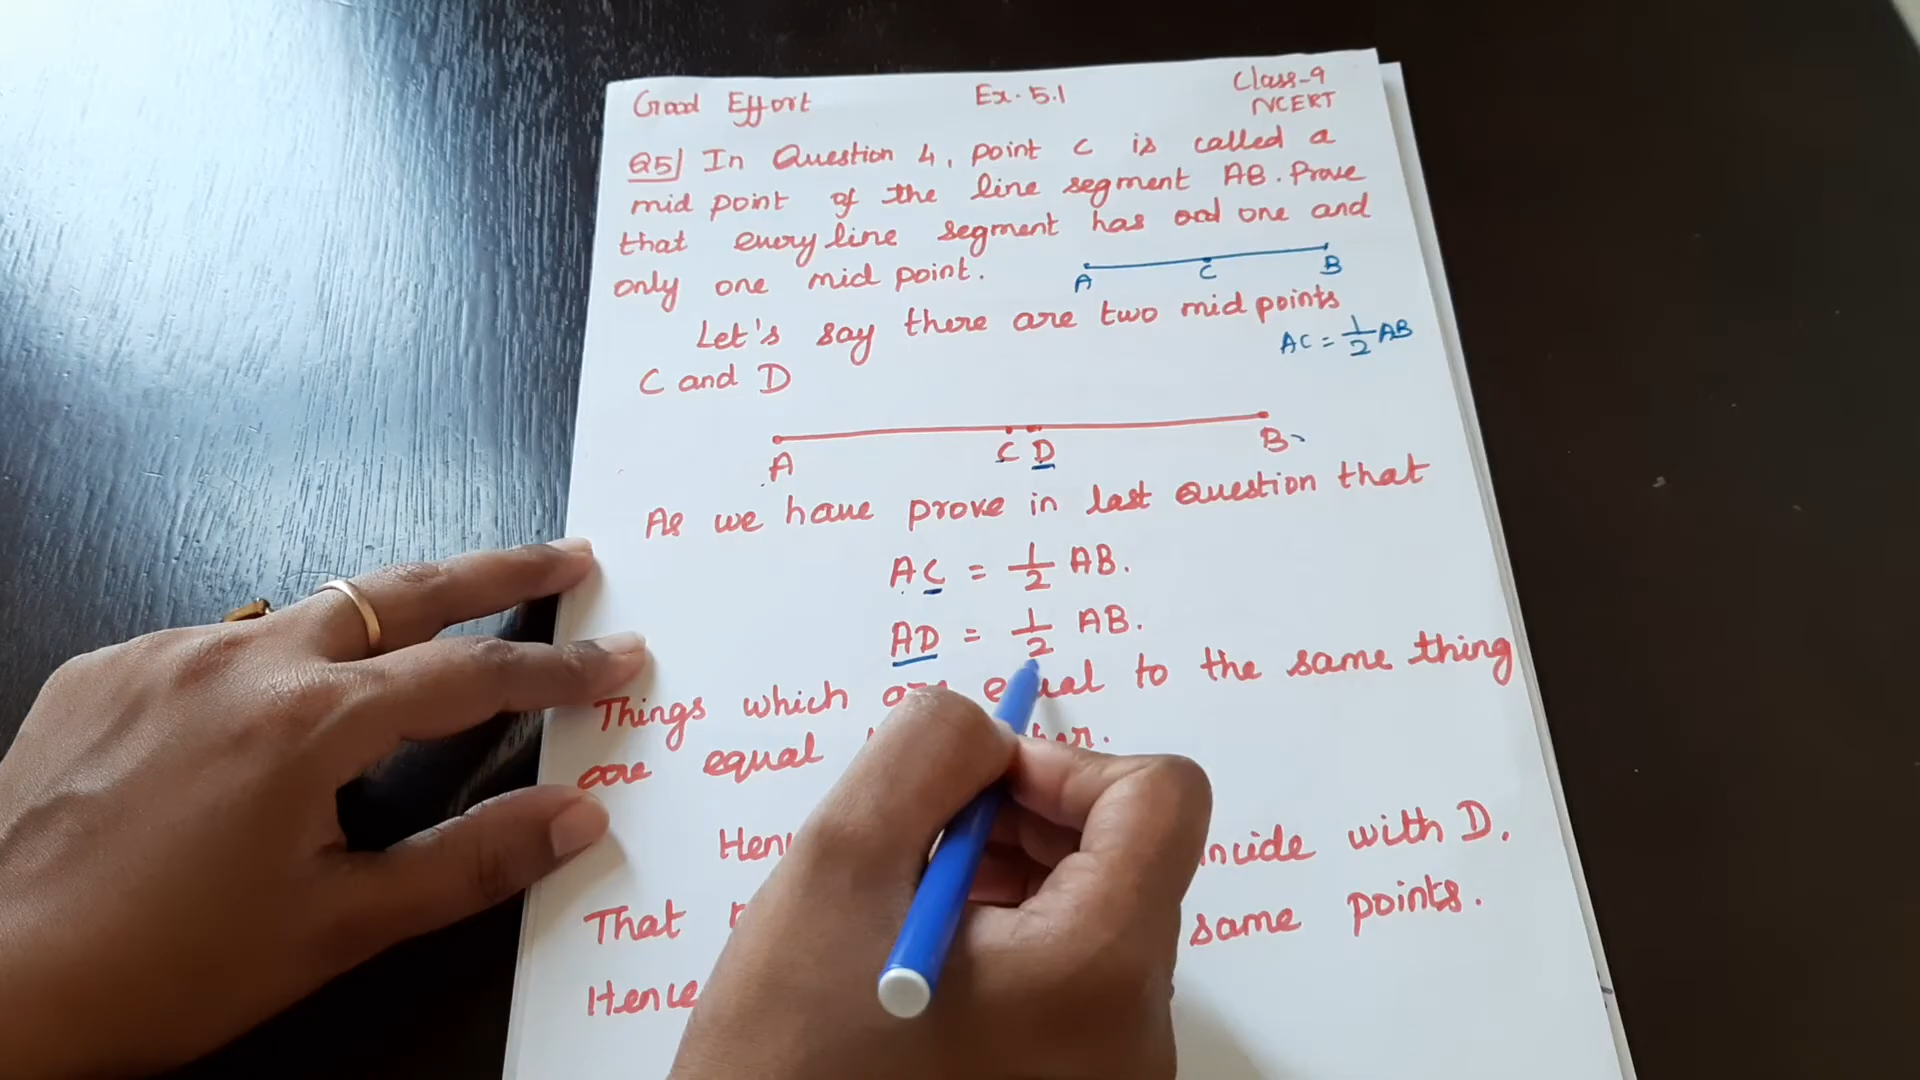 Good Effort Ex. 5.1 Class-9
NCERT
Q5) In Question 4, point C is called a
mid point of the line segment AB. Prove
that every line segment has one and
only one mid point.
A C B
Let's say there are two mid points
AC = 1/2 AB
C and D
A C D B
As we have prove in last Question that
AC = 1/2 AB.
AD = 1/2 AB.
Things which are equal to the same thing
are equal
with D.
That same points.
Hence